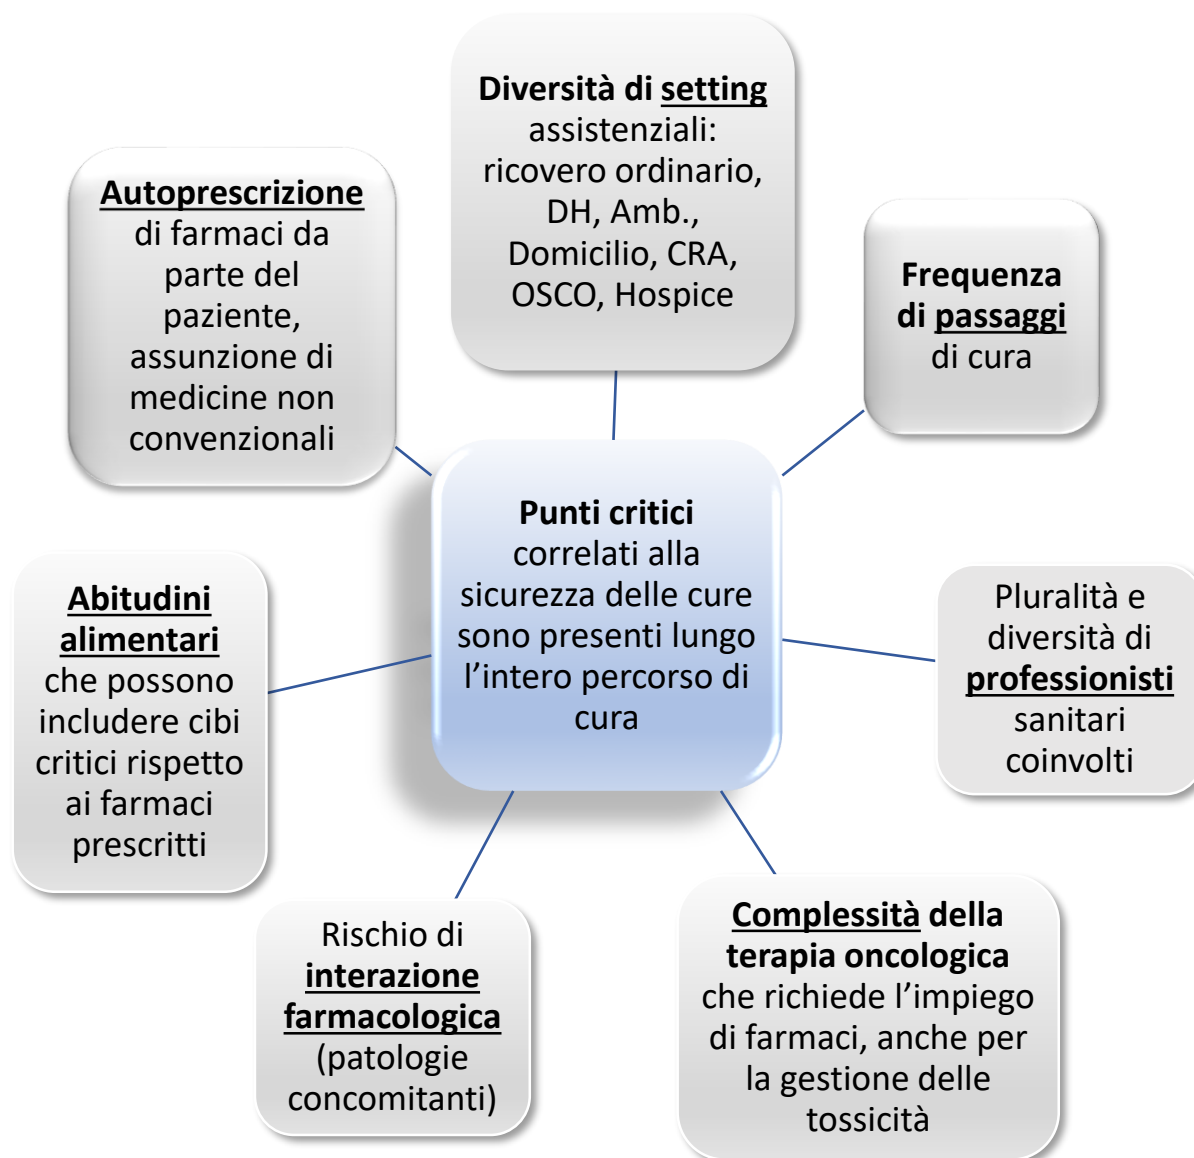 Diversità di setting
assistenziali:
ricovero ordinario,
DH, Amb.,
Domicilio, CRA,
OSCO, Hospice
Autoprescrizione
di farmaci da
parte del
paziente,
assunzione di
medicine non
convenzionali
Frequenza
di passaggi
di cura
Punti critici
correlati alla
sicurezza delle cure
sono presenti lungo
l’intero percorso di
cura
Abitudini
alimentari
che possono
includere cibi
critici rispetto
ai farmaci
prescritti
Pluralità e
diversità di
professionisti
sanitari
coinvolti
Rischio di
interazione
farmacologica
(patologie
concomitanti)
Complessità della
terapia oncologica
che richiede l’impiego
di farmaci, anche per
la gestione delle
tossicità